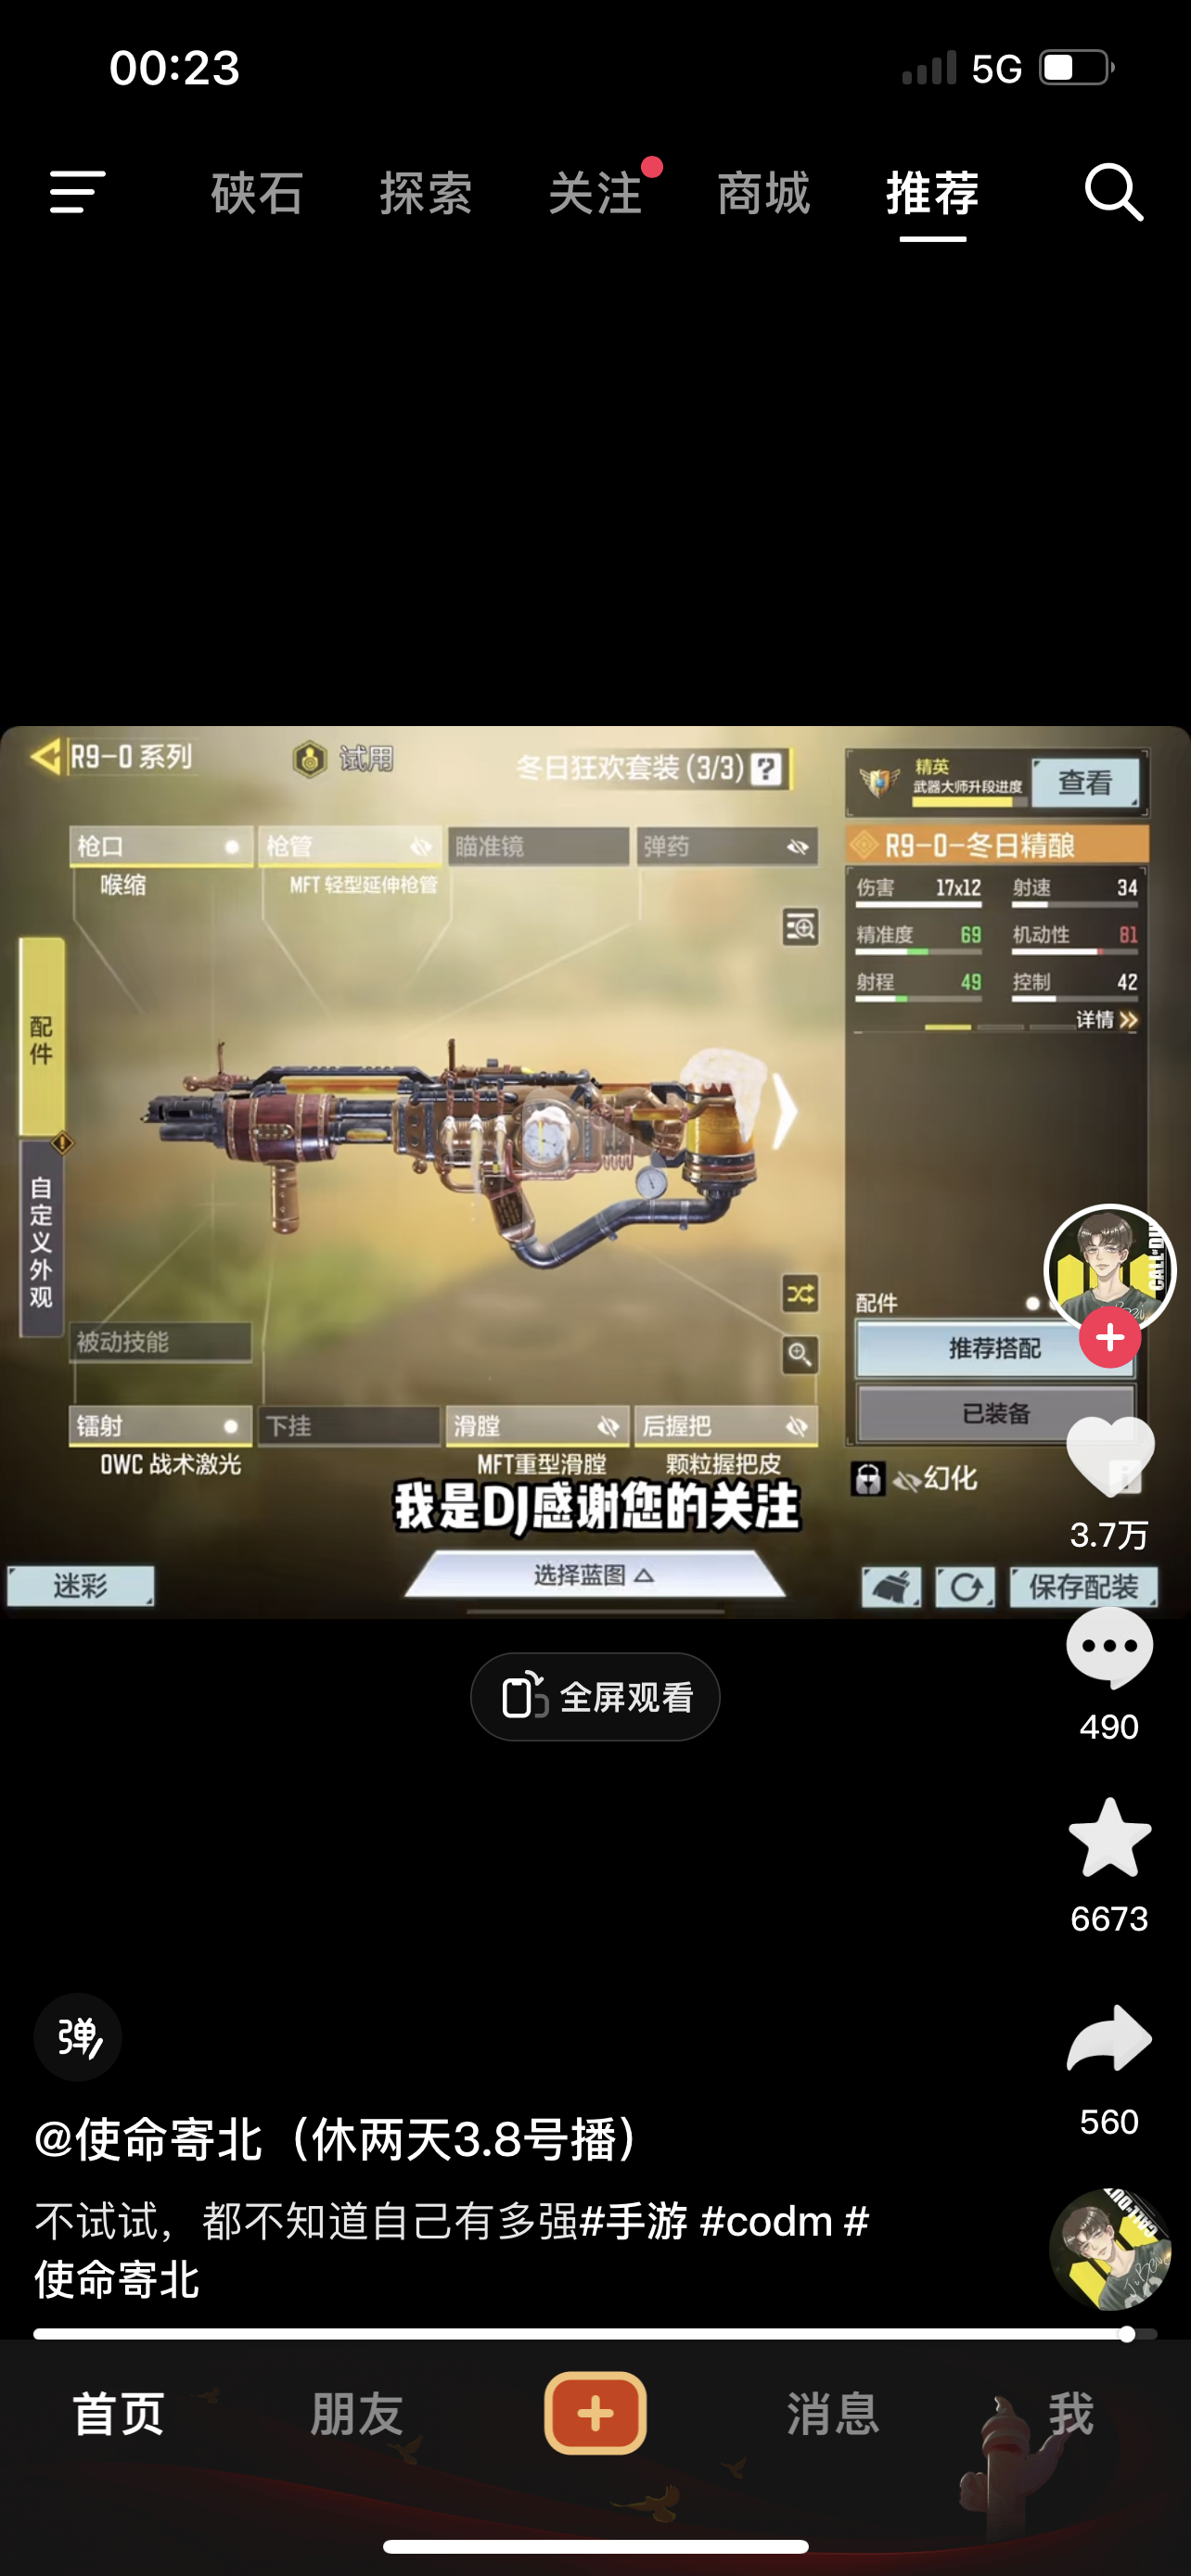 00:23
5G
硖石 探索 关注 商城 推荐
R9-0 系列
试用
冬日狂欢套装 (3/3) ?
精英
武器大师升段进度
查看
枪口
枪管
瞄准镜
弹药
喉缩
MFT 轻型延伸枪管
R9-0-冬日精酿
伤害 17x12 射速 34
精准度 69 机动性 81
射程 49 控制 42
详情
配件
自定义外观
被动技能
配件
推荐搭配
已装备
镭射
下挂
滑膛
后握把
OWC 战术激光
MFT重型滑膛
颗粒握把皮
幻化
我是DJ感谢您的关注
迷彩
选择蓝图
保存配装
CALL·DU
3.7万
全屏观看
490
6673
弹
560
@使命寄北（休两天3.8号播）
不试试，都不知道自己有多强#手游 #codm #
使命寄北
首页 朋友 消息 我